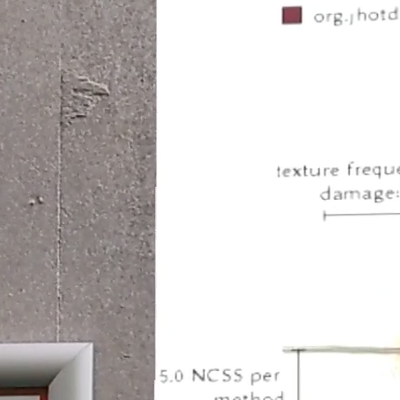 org.jhotd
texture freque
damage:
5.0 NCSS per
method